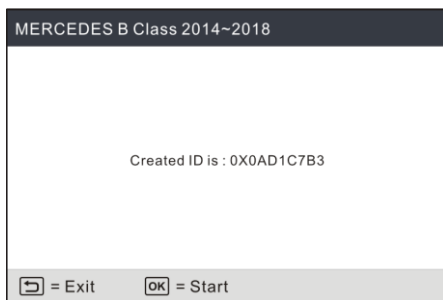 MERCEDES B Class 2014~2018
Created ID is : 0X0AD1C7B3
= Exit OK = Start